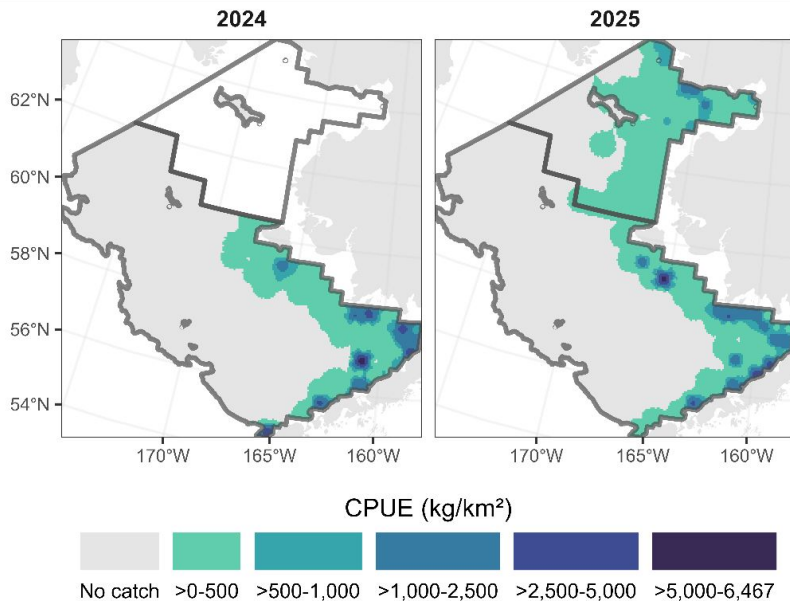 2024 2025
62°N
60°N
58°N
56°N
54°N
170°W 165°W 160°W 170°W 165°W 160°W
CPUE (kg/km²)
No catch >0-500 >500-1,000 >1,000-2,500 >2,500-5,000 >5,000-6,467